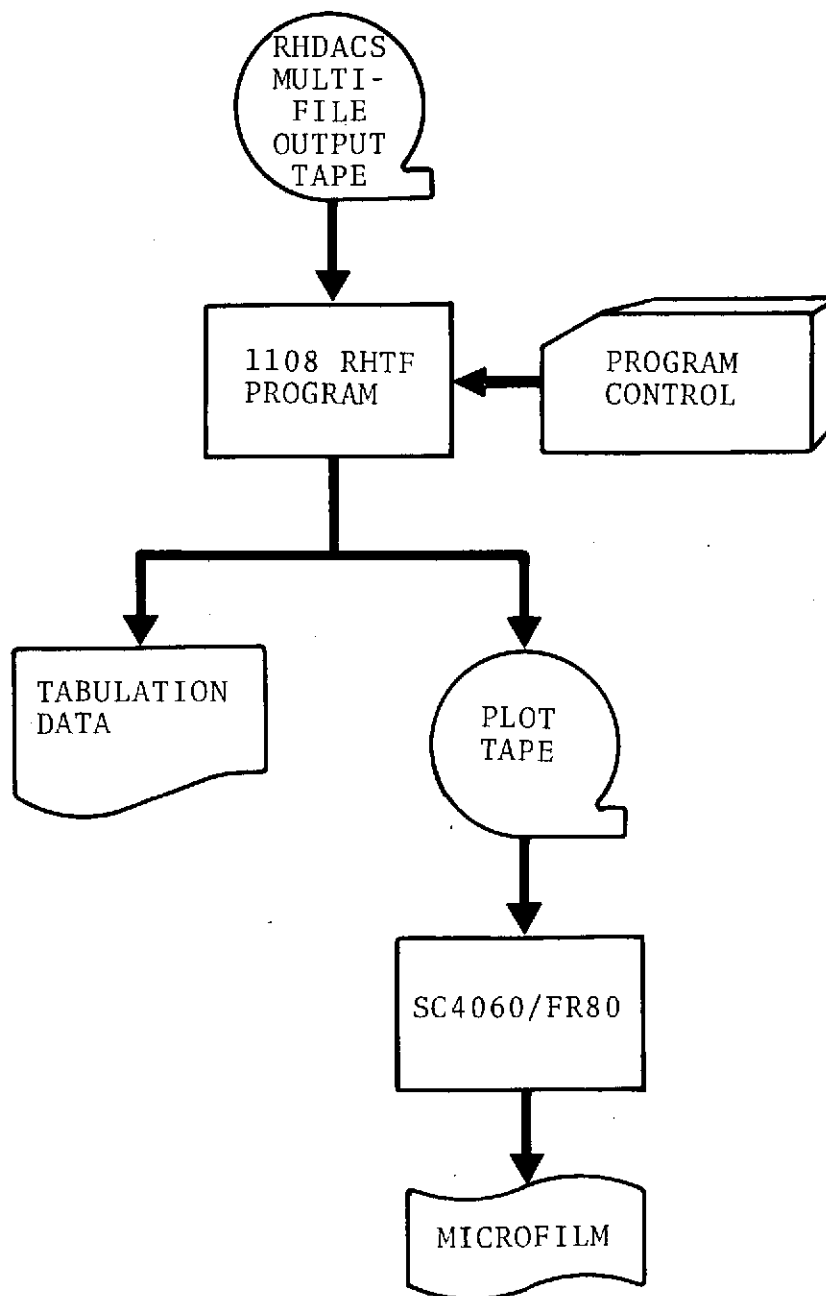 RHDACS
MULTI-
FILE
OUTPUT
TAPE
1108 RHTF
PROGRAM
PROGRAM
CONTROL
TABULATION
DATA
PLOT
TAPE
SC4060/FR80
MICROFILM